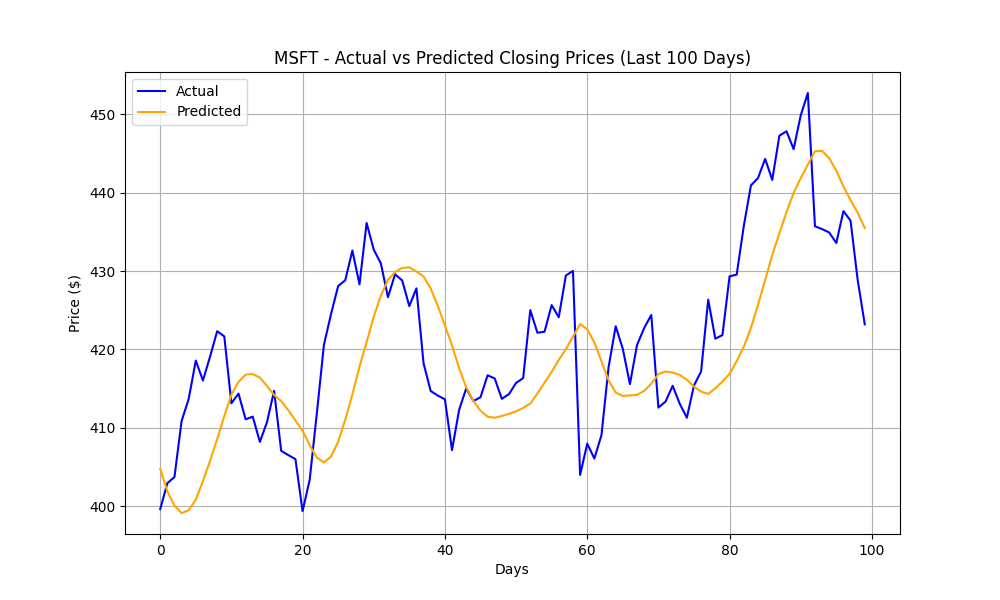 MSFT - Actual vs Predicted Closing Prices (Last 100 Days)
Actual
Predicted
Price ($)
450
440
430
420
410
400
0 20 40 60 80 100
Days